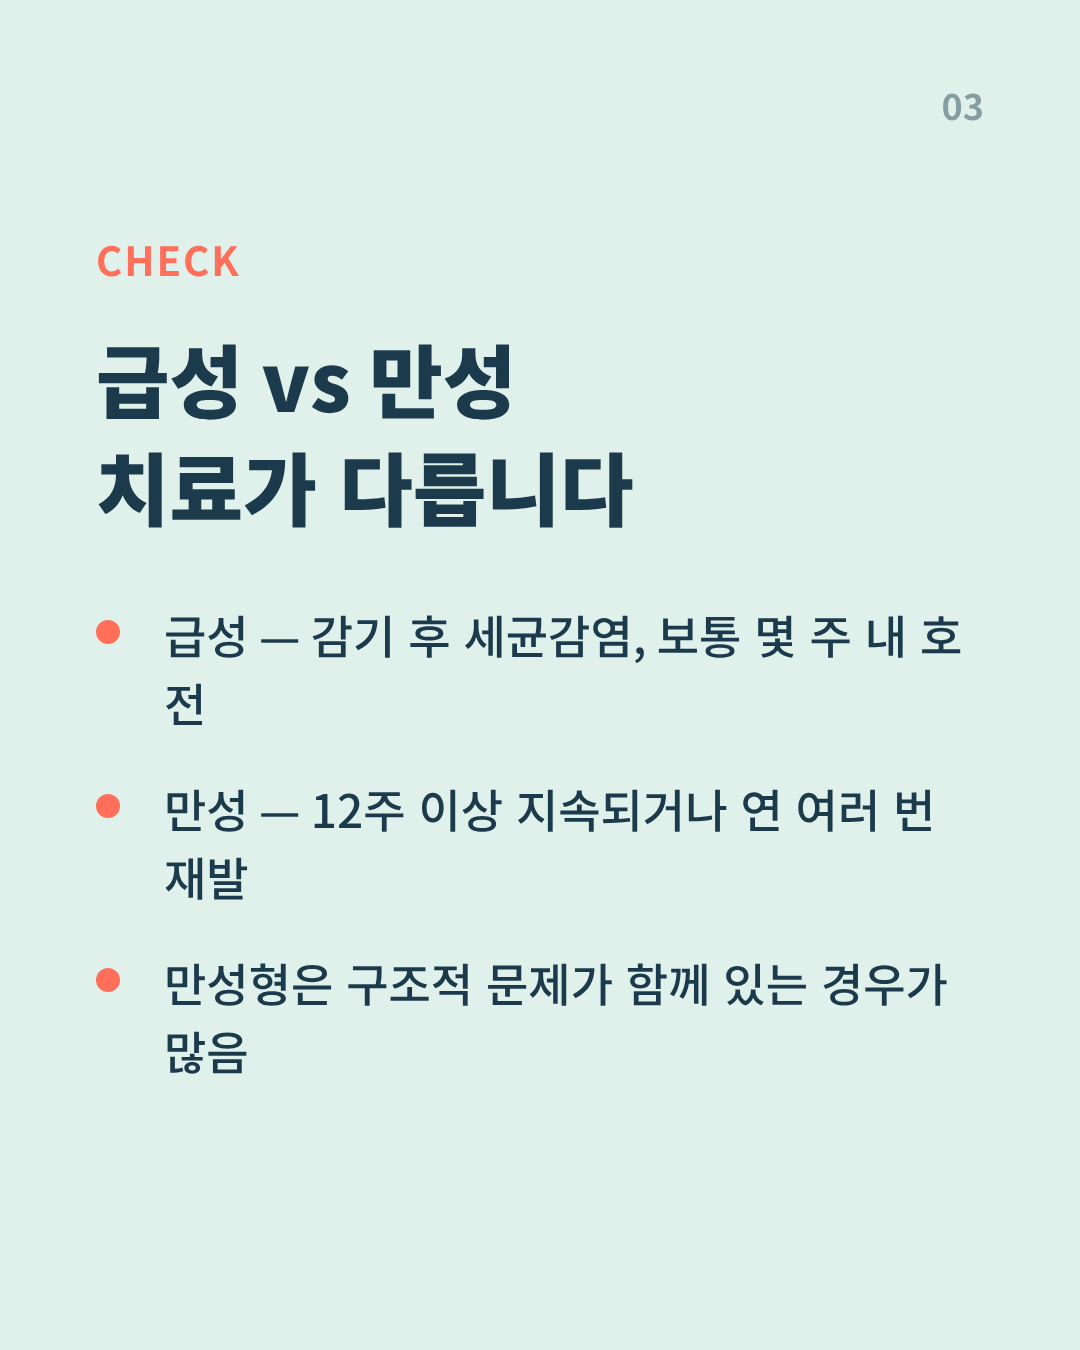 03
CHECK
급성 vs 만성
치료가 다릅니다
급성 — 감기 후 세균감염, 보통 몇 주 내 호
전
만성 — 12주 이상 지속되거나 연 여러 번
재발
만성형은 구조적 문제가 함께 있는 경우가
많음